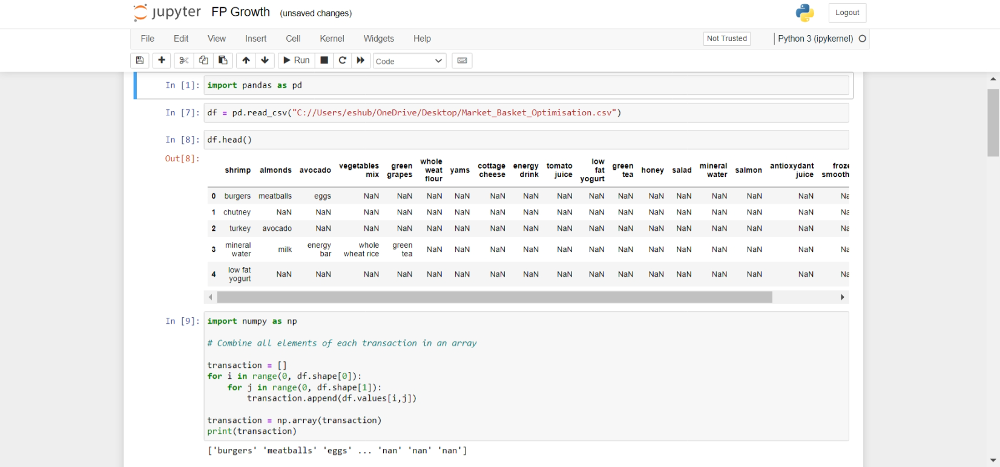 jupyter FP Growth (unsaved changes) Logout
File Edit View Insert Cell Kernel Widgets Help Not Trusted Python 3 (ipykernel)
Run Code
In [1]: import pandas as pd
In [7]: df = pd.read_csv("C://Users/eshub/OneDrive/Desktop/Market_Basket_Optimisation.csv")
In [8]: df.head()
Out[8]:
shrimp almonds avocado vegetables mix green grapes whole weat flour yams cottage cheese energy drink tomato juice low fat yogurt green tea honey salad mineral water salmon antioxydant juice froze smooth
0 burgers meatballs eggs NaN NaN NaN NaN NaN NaN NaN NaN NaN NaN NaN NaN NaN NaN Na
1 chutney NaN NaN NaN NaN NaN NaN NaN NaN NaN NaN NaN NaN NaN NaN NaN NaN Na
2 turkey avocado NaN NaN NaN NaN NaN NaN NaN NaN NaN NaN NaN NaN NaN NaN NaN Na
3 mineral water milk energy bar whole wheat rice green tea NaN NaN NaN NaN NaN NaN NaN NaN NaN NaN NaN NaN Na
4 low fat yogurt NaN NaN NaN NaN NaN NaN NaN NaN NaN NaN NaN NaN NaN NaN NaN NaN Na
In [9]: import numpy as np
# Combine all elements of each transaction in an array
transaction = []
for i in range(0, df.shape[0]):
for j in range(0, df.shape[1]):
transaction.append(df.values[i,j])
transaction = np.array(transaction)
print(transaction)
['burgers' 'meatballs' 'eggs' ... 'nan' 'nan' 'nan']